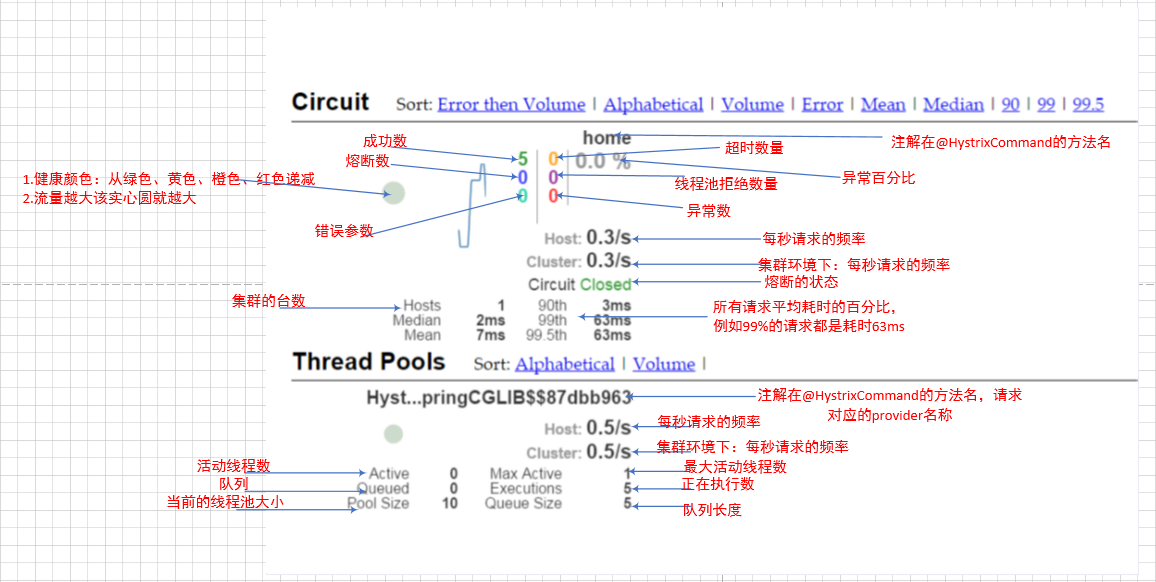 Circuit Sort: Error then Volume | Alphabetical | Volume | Error | Mean | Median | 90 | 99 | 99.5
成功数
home
注解在@HystrixCommand的方法名
熔断数
5 0 0.0 %
超时数量
1.健康颜色：从绿色、黄色、橙色、红色递减
0 0
线程池拒绝数量
异常百分比
2.流量越大该实心圆就越大
0 0
异常数
错误参数
Host: 0.3/s
每秒请求的频率
Cluster: 0.3/s
集群环境下：每秒请求的频率
Circuit Closed
熔断的状态
集群的台数
Hosts 1 90th 3ms
Median 2ms 99th 63ms
Mean 7ms 99.5th 63ms
所有请求平均耗时的百分比，
例如99%的请求都是耗时63ms
Thread Pools Sort: Alphabetical | Volume |
Hyst...pringCGLIB$$87dbb963
注解在@HystrixCommand的方法名，请求
对应的provider名称
Host: 0.5/s
每秒请求的频率
Cluster: 0.5/s
集群环境下：每秒请求的频率
活动线程数
Active 0 Max Active 1
最大活动线程数
队列
Queued 0 Executions 5
正在执行数
当前的线程池大小
Pool Size 10 Queue Size 5
队列长度